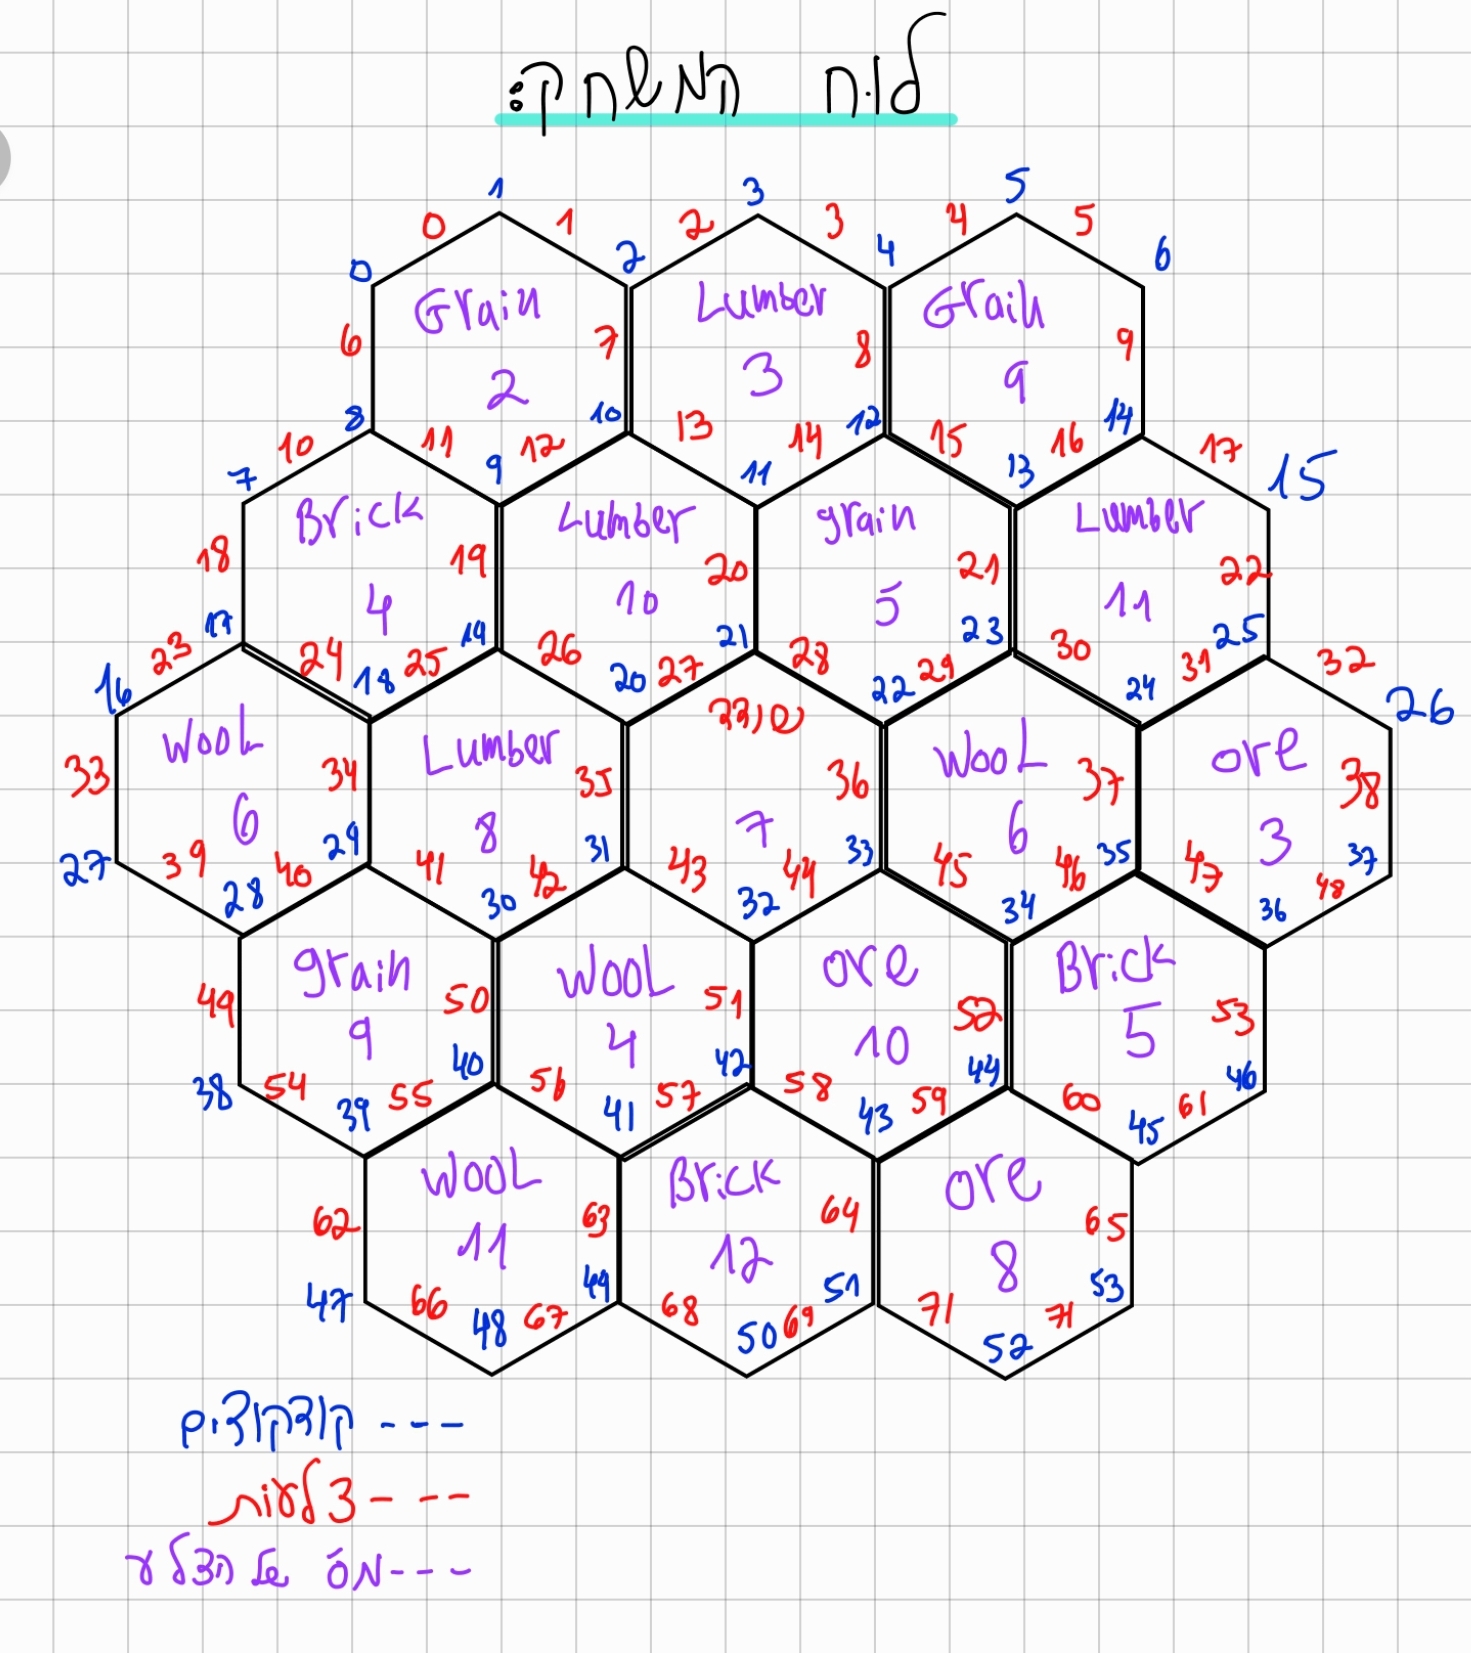 לוח המשחק:
1 3 5
0 1 2 3 4 5
0 2 4 6
Grain Lumber Grain
6 7 8 9
2 3 9
8 10 12 14
10 11 12 13 14 15 16 17
7 9 11 13 15
Brick Lumber grain Lumber
18 19 20 21 22
4 10 5 11
17 19 21 23 25
23 24 25 26 27 28 29 30 31 32
16 18 20 22 24 26
WooL Lumber מדבר WooL ore
33 34 35 36 37 38
6 8 7 6 3
27 29 31 33 35 37
39 40 41 42 43 44 45 46 47 48
28 30 32 34 36
grain WooL ore Brick
49 50 51 52 53
9 4 10 5
38 40 42 44 46
54 55 56 57 58 59 60 61
39 41 43 45
WOOL Brick ore
62 63 64 65
11 12 8
47 49 51 53
66 67 68 69 71 71
48 50 52
--- קודקודים
--- צלעות
--- מס של הצלע